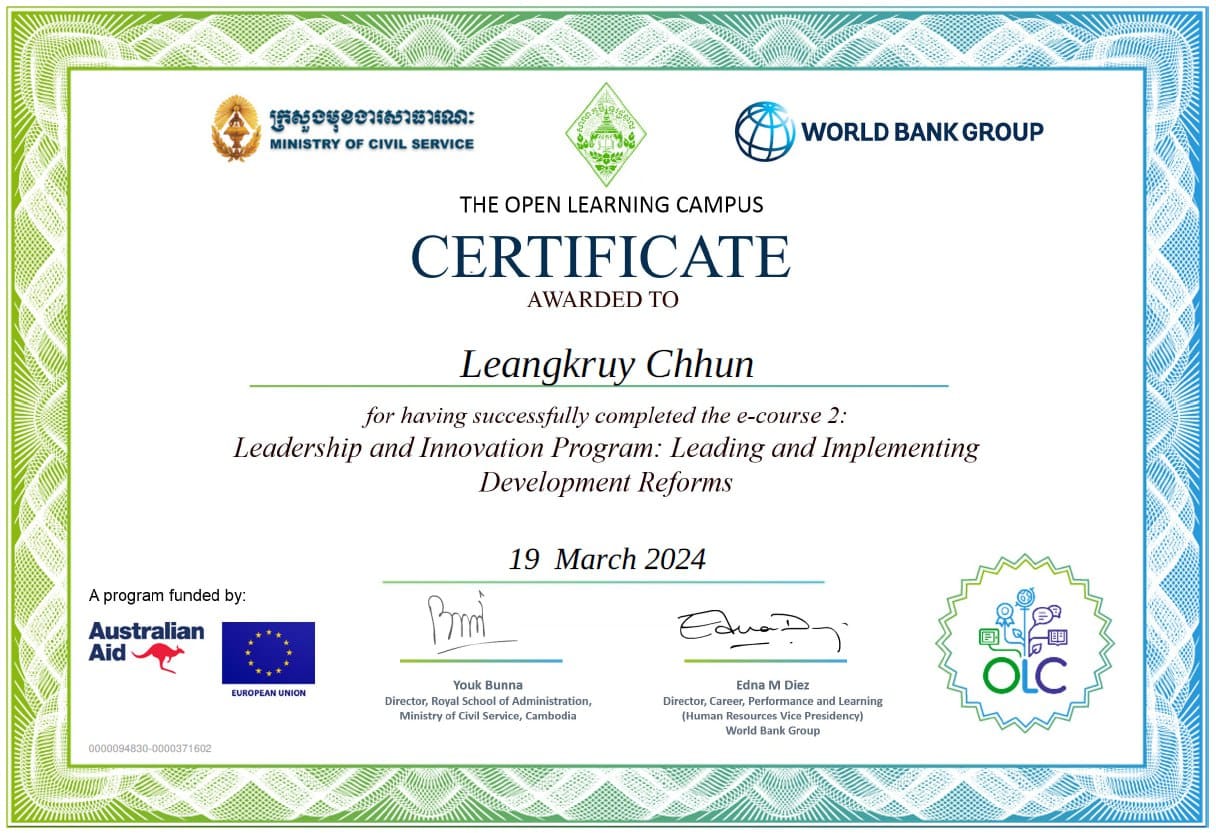 ក្រសួងមុខងារសាធារណៈ
MINISTRY OF CIVIL SERVICE
WORLD BANK GROUP
THE OPEN LEARNING CAMPUS
CERTIFICATE
AWARDED TO
Leangkruy Chhun
for having successfully completed the e-course 2:
Leadership and Innovation Program: Leading and Implementing
Development Reforms
19 March 2024
A program funded by:
Australian
Aid
EUROPEAN UNION
Youk Bunna
Director, Royal School of Administration,
Ministry of Civil Service, Cambodia
Edna M Diez
Director, Career, Performance and Learning
(Human Resources Vice Presidency)
World Bank Group
OLC
0000094830-0000371602